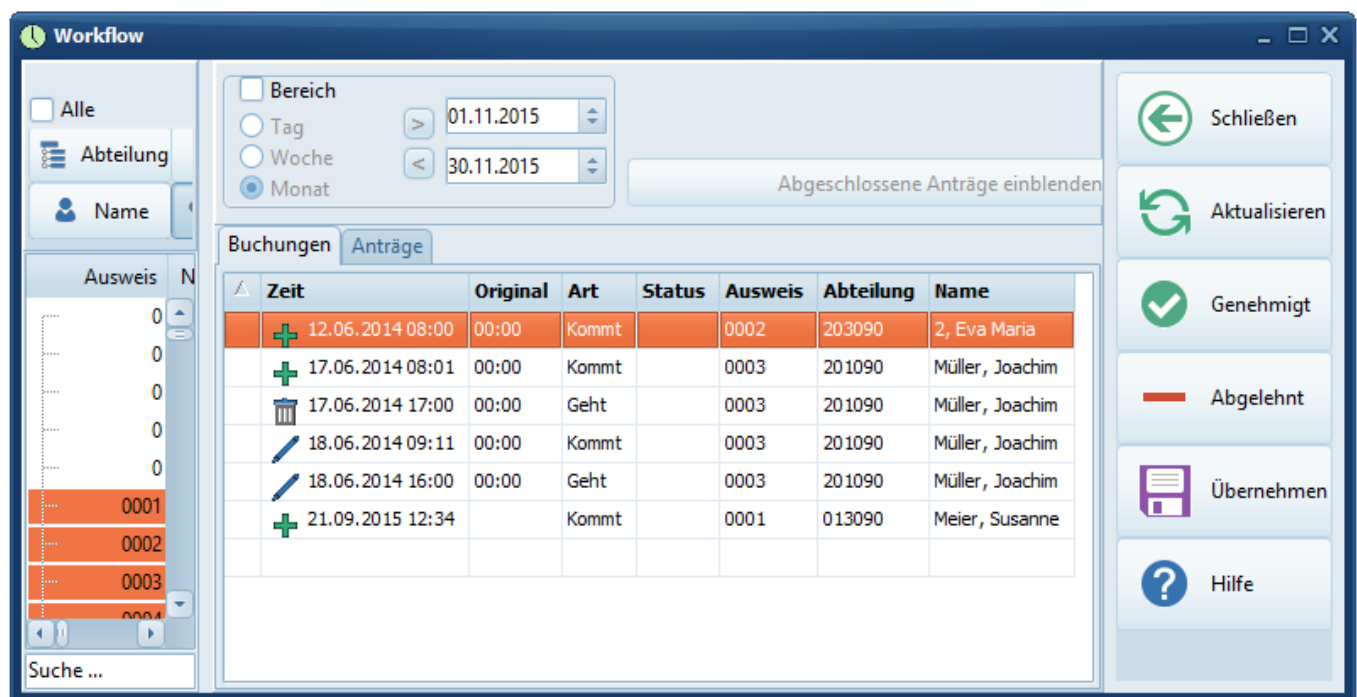 Workflow
Alle
Abteilung
Name
Ausweis N
0
0
0
0
0
0001
0002
0003
0004
Suche ...
Bereich
Tag
Woche
Monat
> 01.11.2015
< 30.11.2015
Abgeschlossene Anträge einblenden
Buchungen Anträge
Zeit Original Art Status Ausweis Abteilung Name
12.06.2014 08:00 00:00 Kommt 0002 203090 2, Eva Maria
17.06.2014 08:01 00:00 Kommt 0003 201090 Müller, Joachim
17.06.2014 17:00 00:00 Geht 0003 201090 Müller, Joachim
18.06.2014 09:11 00:00 Kommt 0003 201090 Müller, Joachim
18.06.2014 16:00 00:00 Geht 0003 201090 Müller, Joachim
21.09.2015 12:34 Kommt 0001 013090 Meier, Susanne
Schließen
Aktualisieren
Genehmigt
Abgelehnt
Übernehmen
Hilfe